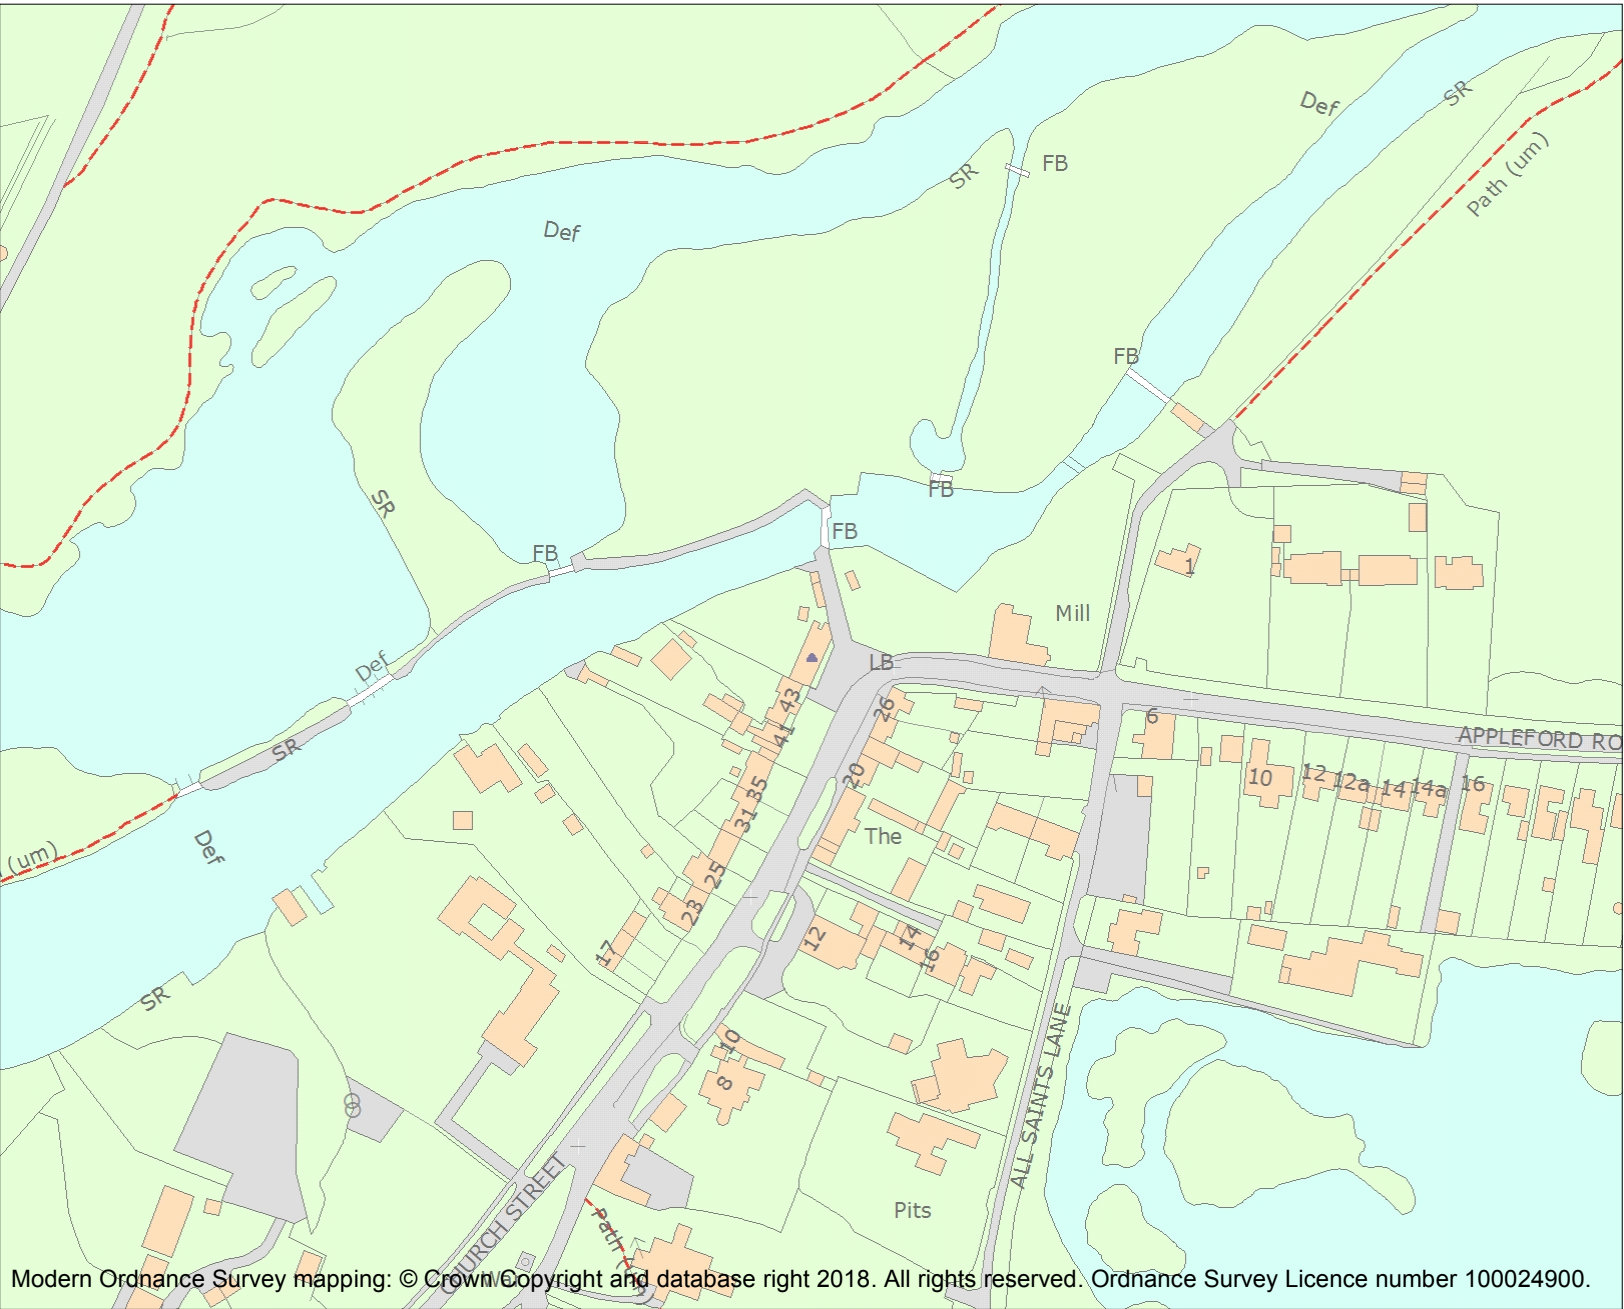 Def
SR
Path (um)
FB
SR
Def
FB
FB
SR
FB
FB
1
Mill
Def
LB
43
26
6
41
APPLEFORD RO
SR
20
35
10
12
12a
14
14a
16
31
The
Def
(um)
25
23
12
14
16
17
SR
10
ALL SAINTS LANE
8
CHURCH STREET
Path (um)
Pits
Modern Ordnance Survey mapping: © Crown Copyright and database right 2018. All rights reserved. Ordnance Survey Licence number 100024900.